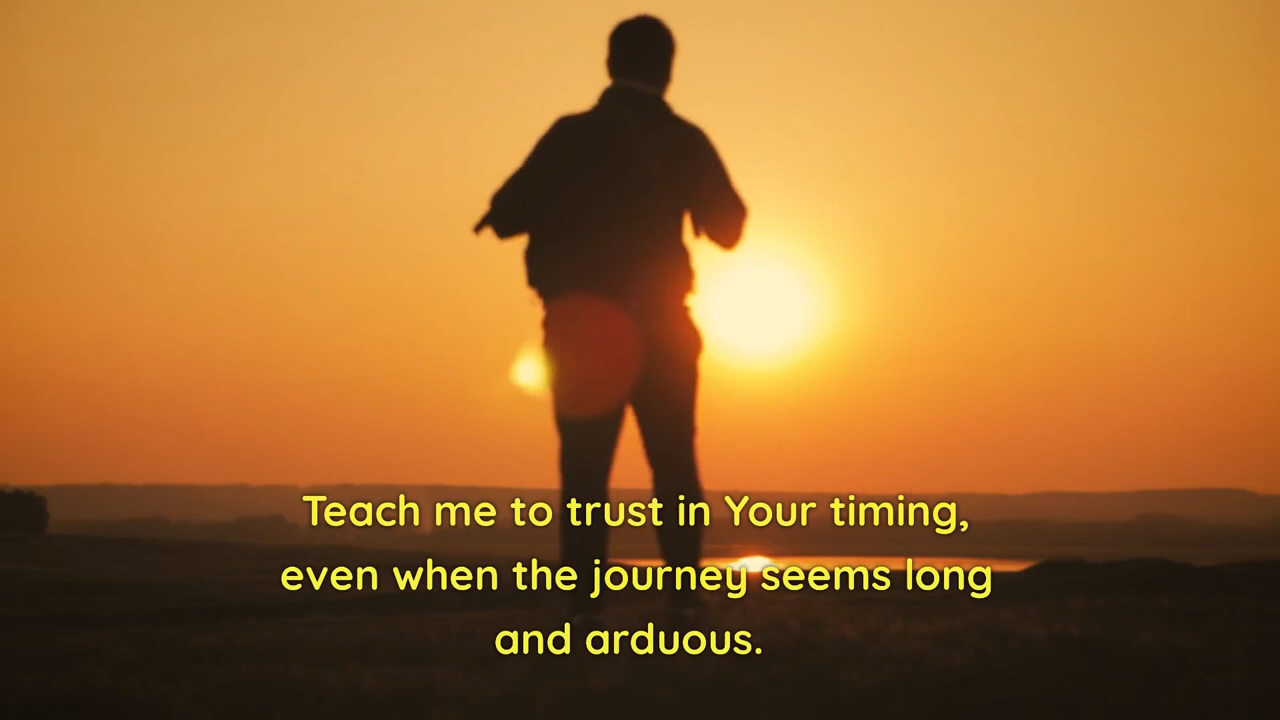 Teach me to trust in Your timing,
even when the journey seems long
and arduous.